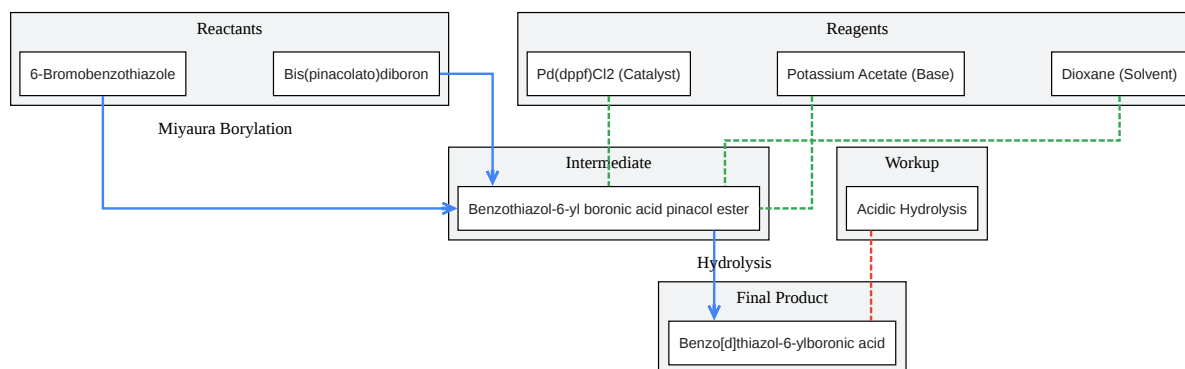 Reactants
Reagents
6-Bromobenzothiazole
Bis(pinacolato)diboron
Pd(dppf)Cl2 (Catalyst)
Potassium Acetate (Base)
Dioxane (Solvent)
Miyaura Borylation
Intermediate
Workup
Benzothiazol-6-yl boronic acid pinacol ester
Acidic Hydrolysis
Hydrolysis
Final Product
Benzo[d]thiazol-6-ylboronic acid